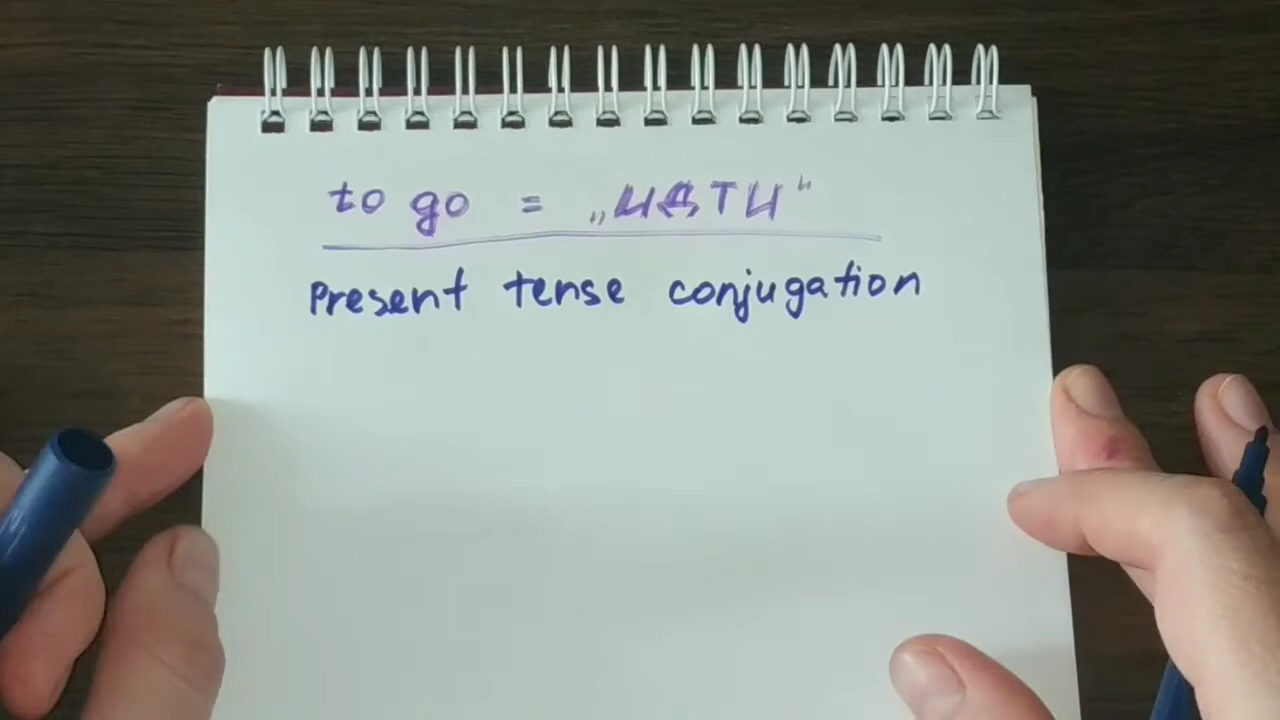 to go = „ИДТИ"
Present tense conjugation